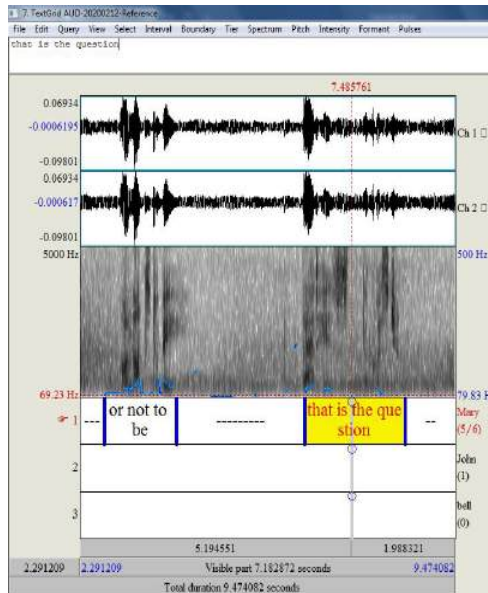 7. TextGrid AUD-20200212-Reference
File Edit Query View Select Interval Boundary Tier Spectrum Pitch Intensity Formant Pulses
that is the question
7.485761
0.06934
-0.0006195
-0.09801
Ch 1
0.06934
-0.000617
-0.09801
Ch 2
5000 Hz
500 Hz
69.23 Hz
79.83 H
1
---
or not to
be
---------
that is the que
stion
--
Mary
(5/6)
2
John
(1)
3
bell
(0)
5.194551 1.988321
2.291209 2.291209 Visible part 7.182872 seconds 9.474082
Total duration 9.474082 seconds